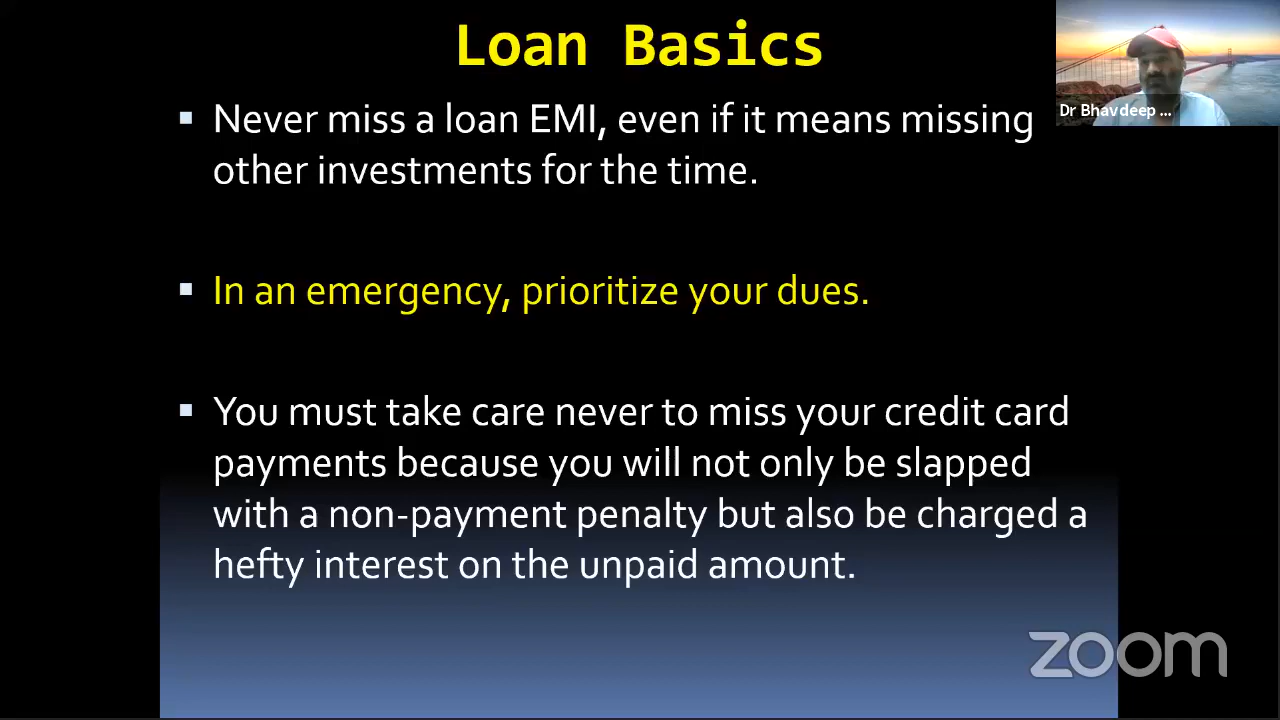 Loan Basics
Dr Bhavdeep ...
▪ Never miss a loan EMI, even if it means missing
other investments for the time.
▪ In an emergency, prioritize your dues.
▪ You must take care never to miss your credit card
payments because you will not only be slapped
with a non-payment penalty but also be charged a
hefty interest on the unpaid amount.
zoom